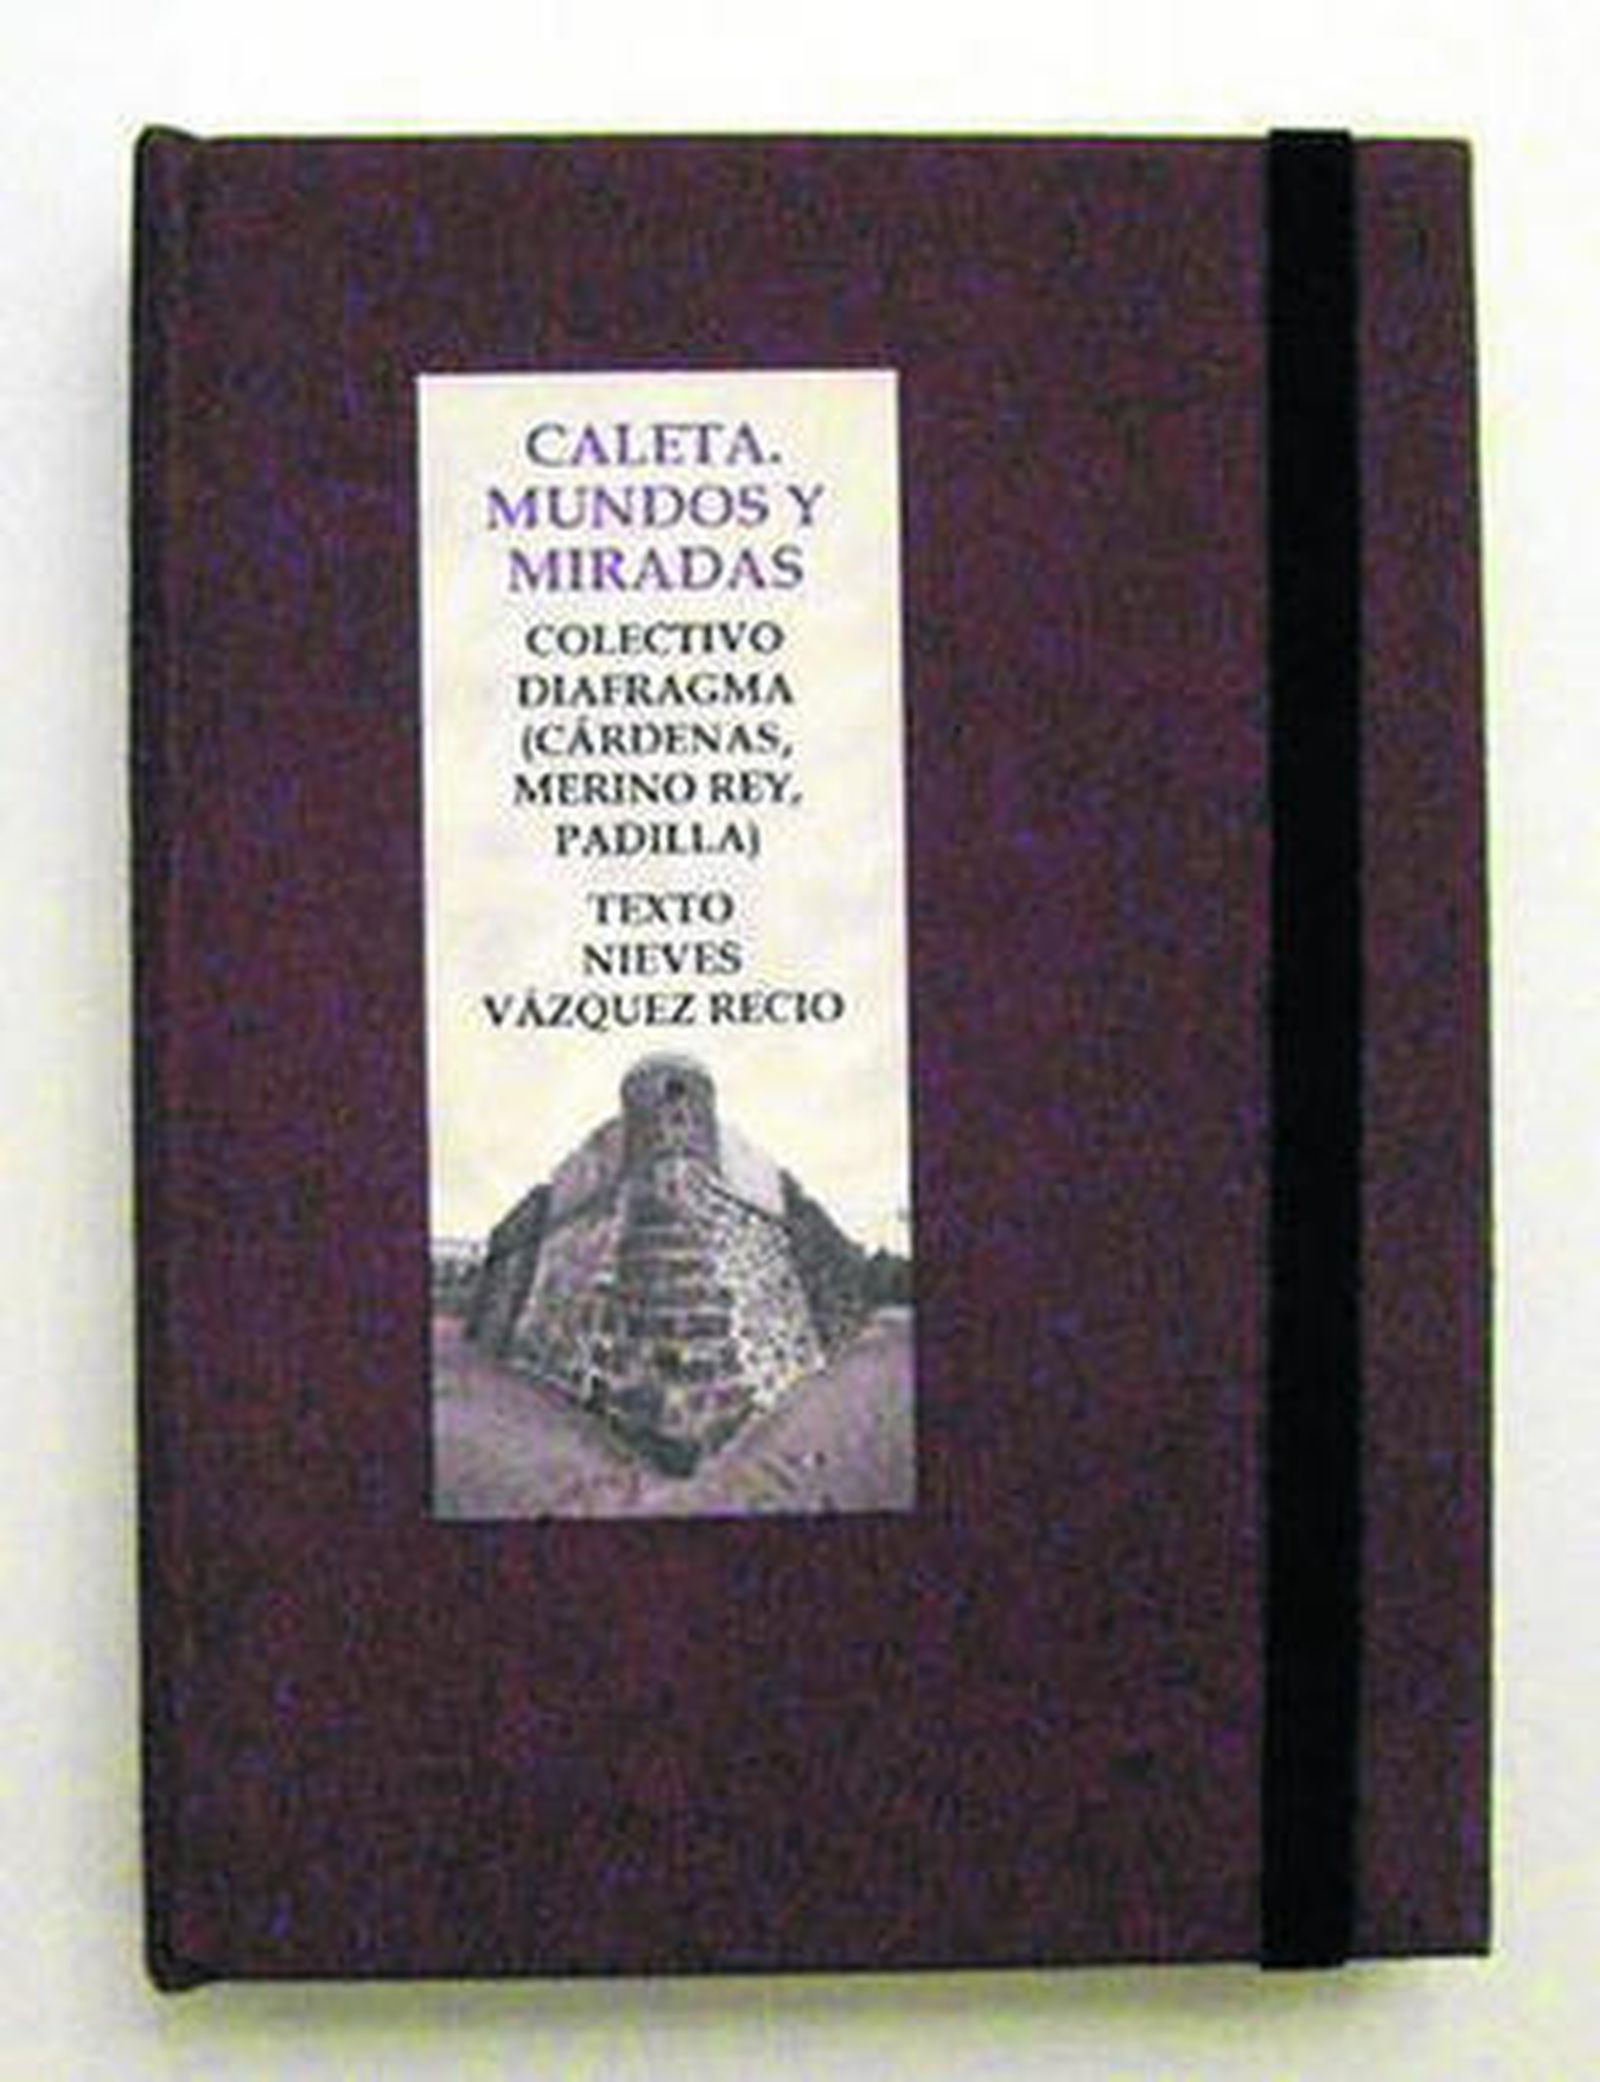 CALETA.
MUNDOS Y
MIRADAS
COLECTIVO
DIAFRAGMA
(CÁRDENAS,
MERINO REY,
PADILLA)
TEXTO
NIEVES
VÁZQUEZ RECIO